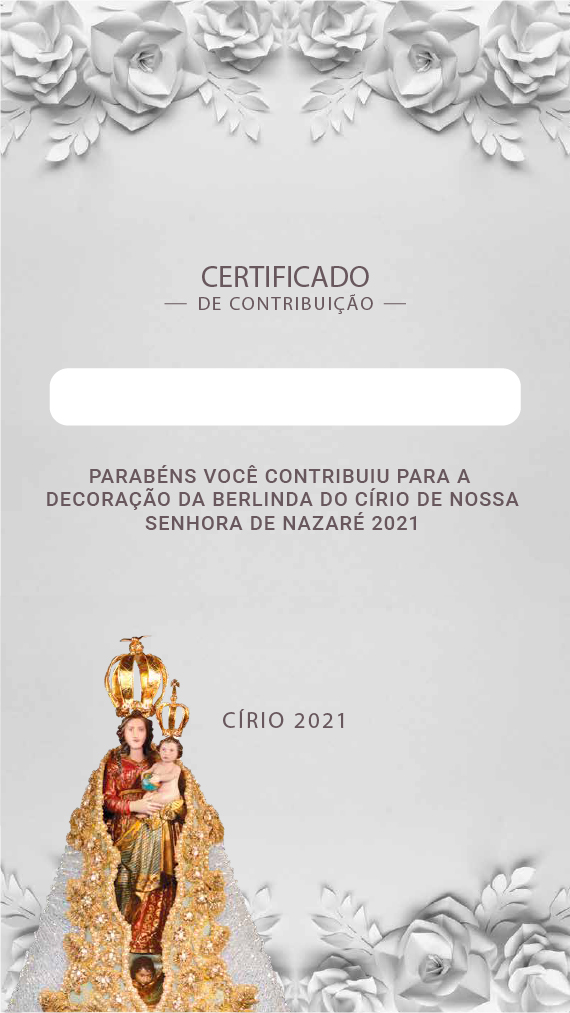 CERTIFICADO
DE CONTRIBUIÇÃO
PARABÉNS VOCÊ CONTRIBUIU PARA A
DECORAÇÃO DA BERLINDA DO CÍRIO DE NOSSA
SENHORA DE NAZARÉ 2021
CÍRIO 2021